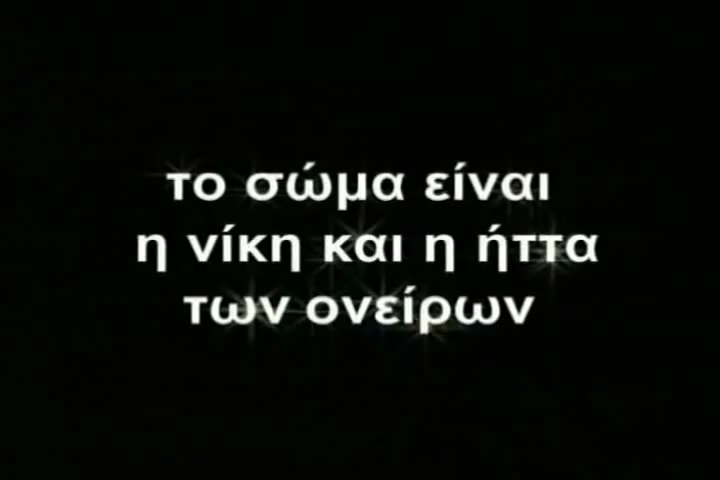 το σώμα είναι
η νίκη και η ήττα
των ονείρων